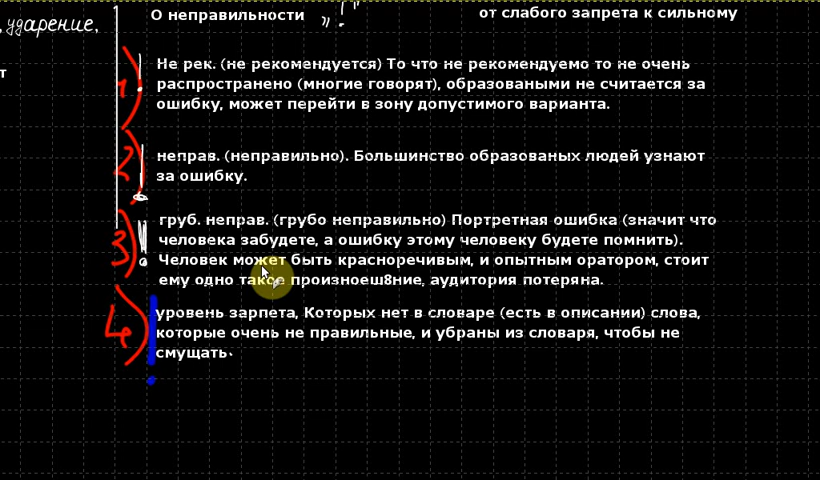 ударение,
т
О неправильности „!"
от слабого запрета к сильному
1) ! Не рек. (не рекомендуется) То что не рекомендуемо то не очень
распространено (многие говорят), образоваными не считается за
ошибку, может перейти в зону допустимого варианта.
2) ! неправ. (неправильно). Большинство образованых людей узнают
за ошибку.
3) ! груб. неправ. (грубо неправильно) Портретная ошибка (значит что
человека забудете, а ошибку этому человеку будете помнить).
Человек может быть красноречивым, и опытным оратором, стоит
ему одно такое произноеш8ние, аудитория потеряна.
4) ! уровень зарпета, Которых нет в словаре (есть в описании) слова,
которые очень не правильные, и убраны из словаря, чтобы не
смущать.